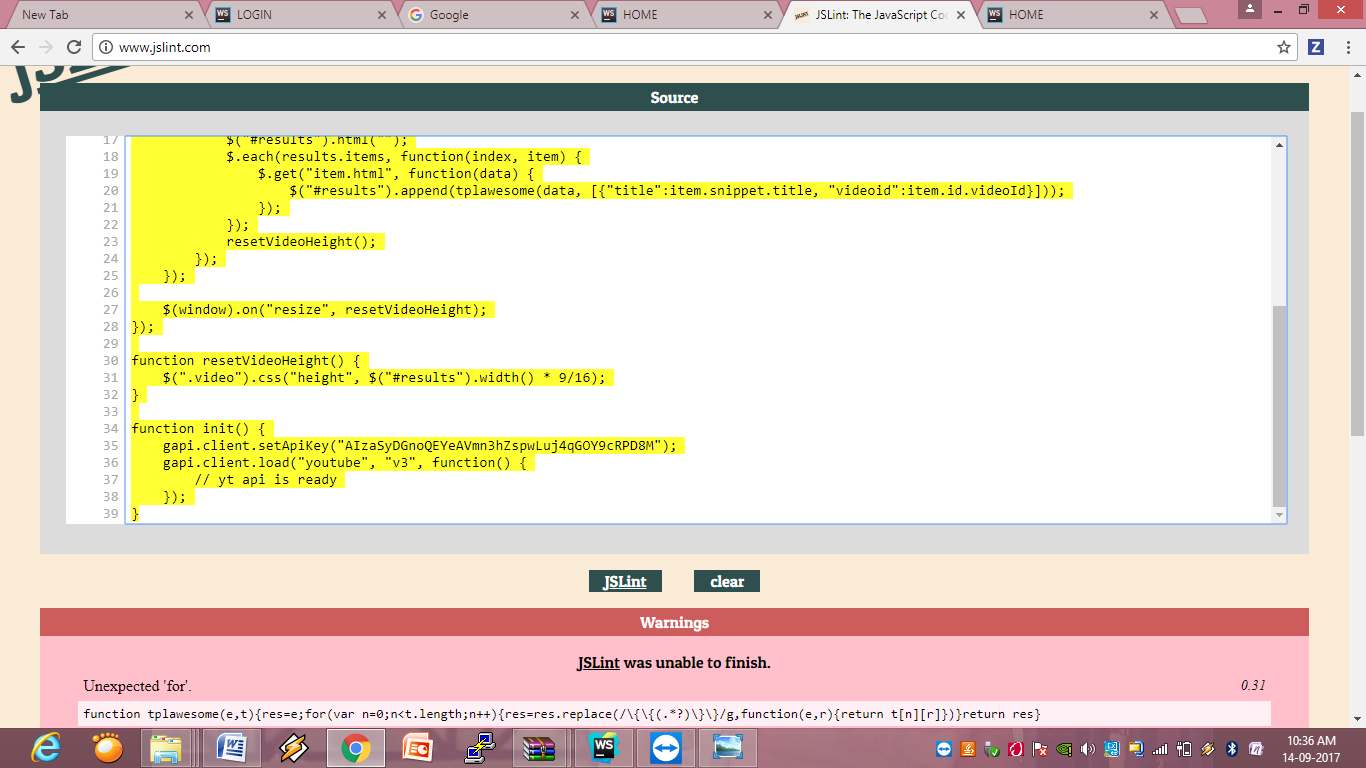 New Tab
LOGIN
Google
HOME
JSLint: The JavaScript Co
HOME
www.jslint.com
Source
17 $("#results").html("");
18 $.each(results.items, function(index, item) {
19 $.get("item.html", function(data) {
20 $("#results").append(tplawesome(data, [{"title":item.snippet.title, "videoid":item.id.videoId}]));
21 });
22 });
23 resetVideoHeight();
24 });
25 });
26
27 $(window).on("resize", resetVideoHeight);
28 });
29
30 function resetVideoHeight() {
31 $(".video").css("height", $("#results").width() * 9/16);
32 }
33
34 function init() {
35 gapi.client.setApiKey("AIzaSyDGnoQEYeAVmn3hZspwLuj4qGOY9cRPD8M");
36 gapi.client.load("youtube", "v3", function() {
37 // yt api is ready
38 });
39 }
JSLint
clear
Warnings
JSLint was unable to finish.
Unexpected 'for'.
0.31
function tplawesome(e,t){res=e;for(var n=0;n<t.length;n++){res=res.replace(/\{\{(.*?)\}\}/g,function(e,r){return t[n][r]})}return res}
10:36 AM
14-09-2017